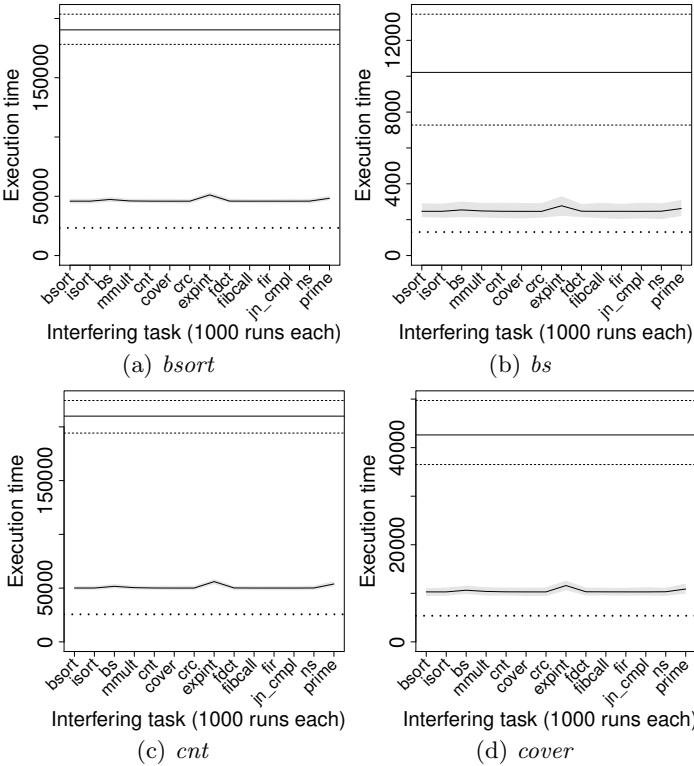 Execution time
0
50000
150000
bsort
isort
bs
mmult
cnt
cover
crc
expint
fdct
fibcall
fir
jn_cmpl
ns
prime
Interfering task (1000 runs each)
(a) bsort
Execution time
0
4000
8000
12000
bsort
isort
bs
mmult
cnt
cover
crc
expint
fdct
fibcall
fir
jn_cmpl
ns
prime
Interfering task (1000 runs each)
(b) bs
Execution time
0
50000
150000
bsort
isort
bs
mmult
cnt
cover
crc
expint
fdct
fibcall
fir
jn_cmpl
ns
prime
Interfering task (1000 runs each)
(c) cnt
Execution time
0
20000
40000
bsort
isort
bs
mmult
cnt
cover
crc
expint
fdct
fibcall
fir
jn_cmpl
ns
prime
Interfering task (1000 runs each)
(d) cover